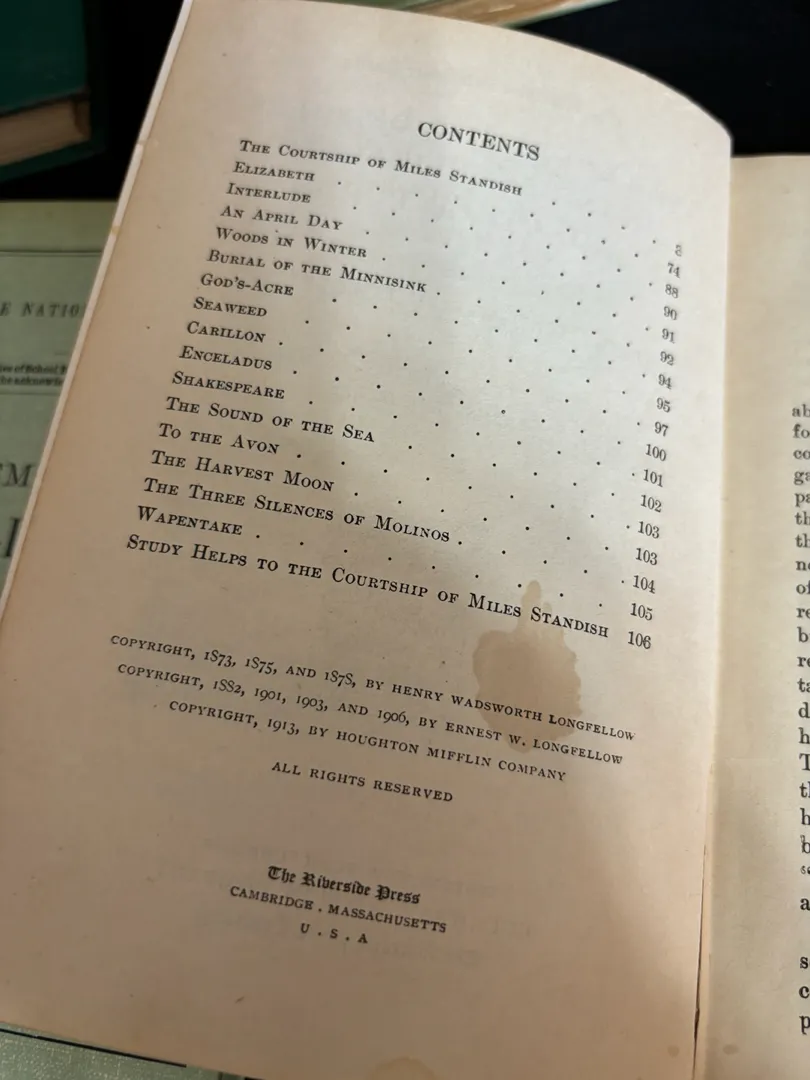 CONTENTS
THE COURTSHIP OF MILES STANDISH . . . . 3
ELIZABETH . . . . . . . . 74
INTERLUDE . . . . . . . . 88
AN APRIL DAY . . . . . . . 90
WOODS IN WINTER . . . . . . . 91
BURIAL OF THE MINNISINK . . . . . . 92
GOD'S-ACRE . . . . . . . . 94
SEAWEED . . . . . . . . 95
CARILLON . . . . . . . . 97
ENCELADUS . . . . . . . . 100
SHAKESPEARE . . . . . . . . 101
THE SOUND OF THE SEA . . . . . . 102
TO THE AVON . . . . . . . . 103
THE HARVEST MOON . . . . . . . 103
THE THREE SILENCES OF MOLINOS . . . . . 104
WAPENTAKE . . . . . . . . 105
STUDY HELPS TO THE COURTSHIP OF MILES STANDISH 106
COPYRIGHT, 1873, 1875, AND 1878, BY HENRY WADSWORTH LONGFELLOW
COPYRIGHT, 1882, 1901, 1903, AND 1906, BY ERNEST W. LONGFELLOW
COPYRIGHT, 1913, BY HOUGHTON MIFFLIN COMPANY
ALL RIGHTS RESERVED
The Riverside Press
CAMBRIDGE . MASSACHUSETTS
U . S . A